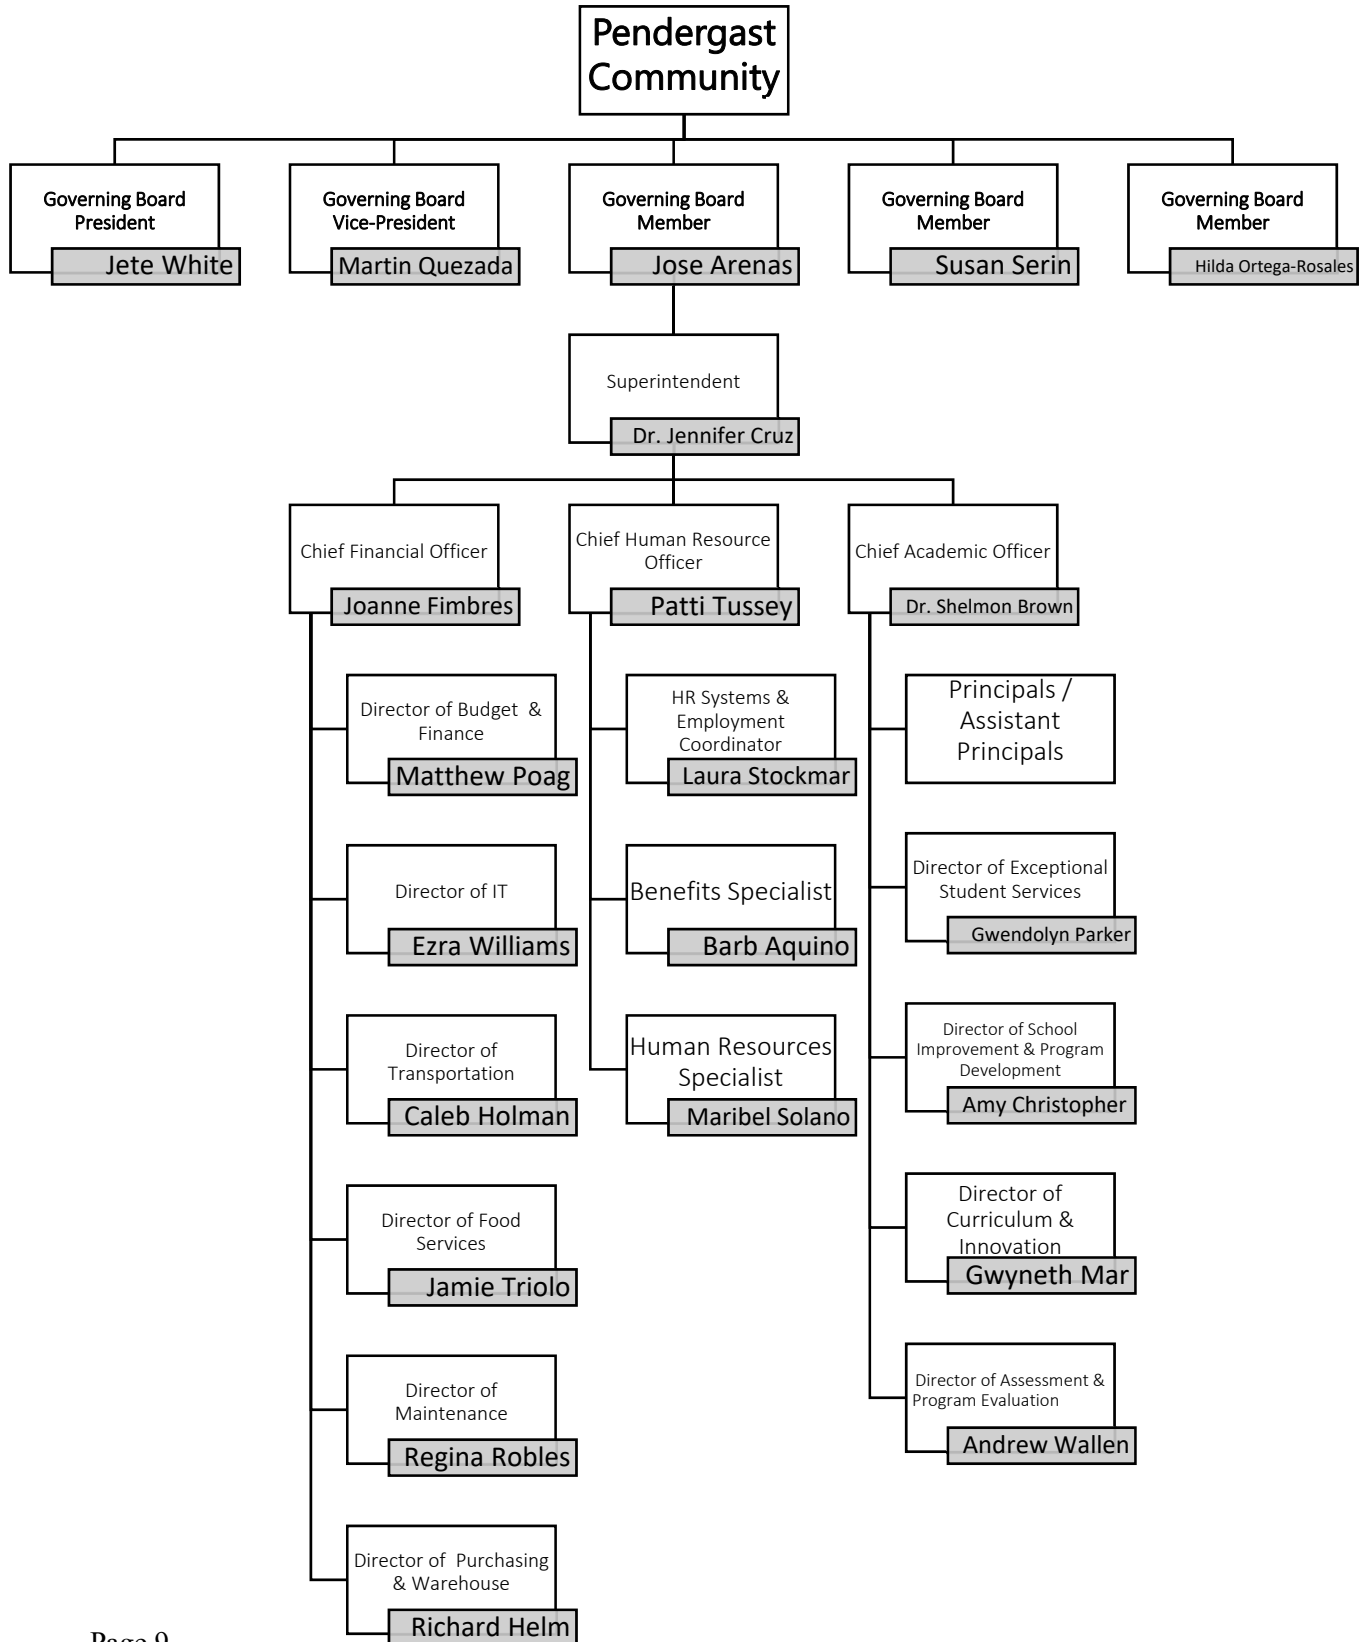 Pendergast
Community
Governing Board
President
Jete White
Governing Board
Vice-President
Martin Quezada
Governing Board
Member
Jose Arenas
Governing Board
Member
Susan Serin
Governing Board
Member
Hilda Ortega-Rosales
Superintendent
Dr. Jennifer Cruz
Chief Financial Officer
Joanne Fimbres
Chief Human Resource
Officer
Patti Tussey
Chief Academic Officer
Dr. Shelmon Brown
Director of Budget & 
Finance
Matthew Poag
Director of IT
Ezra Williams
Director of
Transportation
Caleb Holman
Director of Food
Services
Jamie Triolo
Director of
Maintenance
Regina Robles
Director of Purchasing
& Warehouse
Richard Helm
HR Systems &
Employment
Coordinator
Laura Stockmar
Benefits Specialist
Barb Aquino
Human Resources
Specialist
Maribel Solano
Principals /
Assistant
Principals
Director of Exceptional
Student Services
Gwendolyn Parker
Director of School
Improvement & Program
Development
Amy Christopher
Director of
Curriculum &
Innovation
Gwyneth Mar
Director of Assessment &
Program Evaluation
Andrew Wallen
Page 9